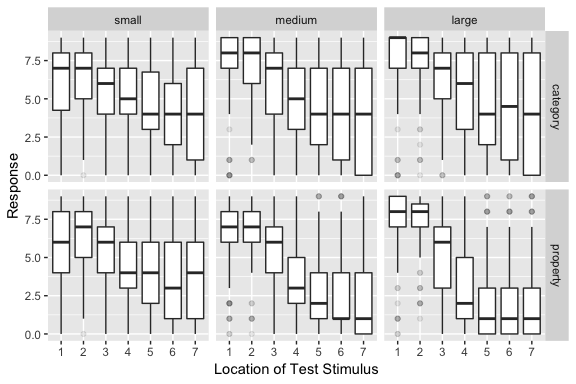 small medium large
7.5
5.0
2.5
0.0
category
Response
7.5
5.0
2.5
0.0
property
1 2 3 4 5 6 7 1 2 3 4 5 6 7 1 2 3 4 5 6 7
Location of Test Stimulus